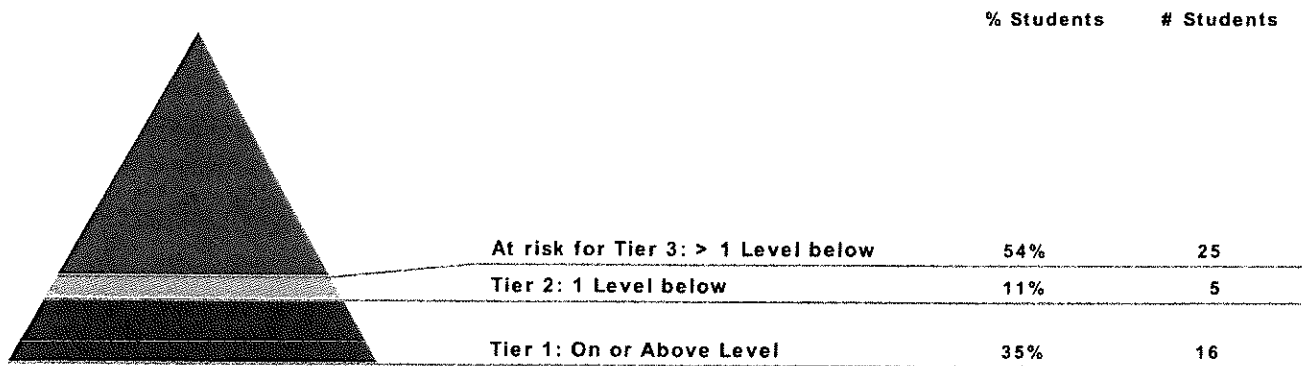 % Students # Students
At risk for Tier 3: > 1 Level below 54% 25
Tier 2: 1 Level below 11% 5
Tier 1: On or Above Level 35% 16